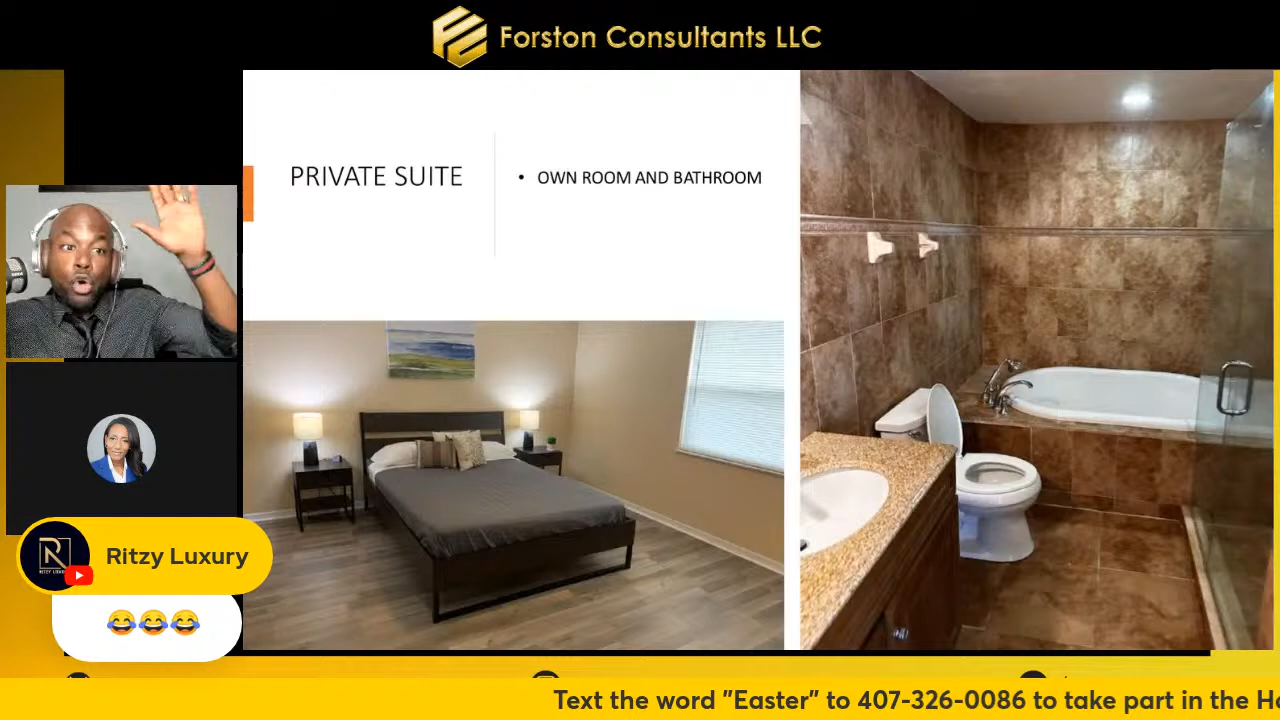 Forston Consultants LLC
PRIVATE SUITE
• OWN ROOM AND BATHROOM
Ritzy Luxury
😂😂😂
Text the word "Easter" to 407-326-0086 to take part in the